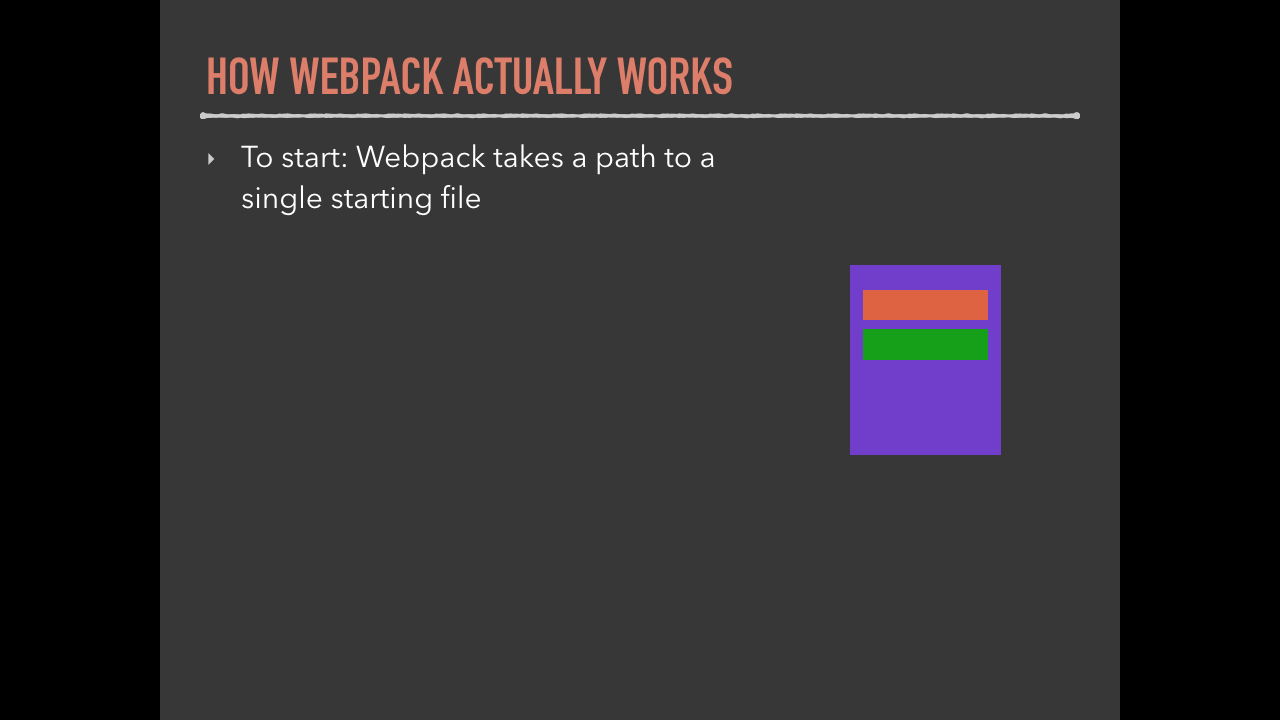 HOW WEBPACK ACTUALLY WORKS
‣ To start: Webpack takes a path to a
single starting file